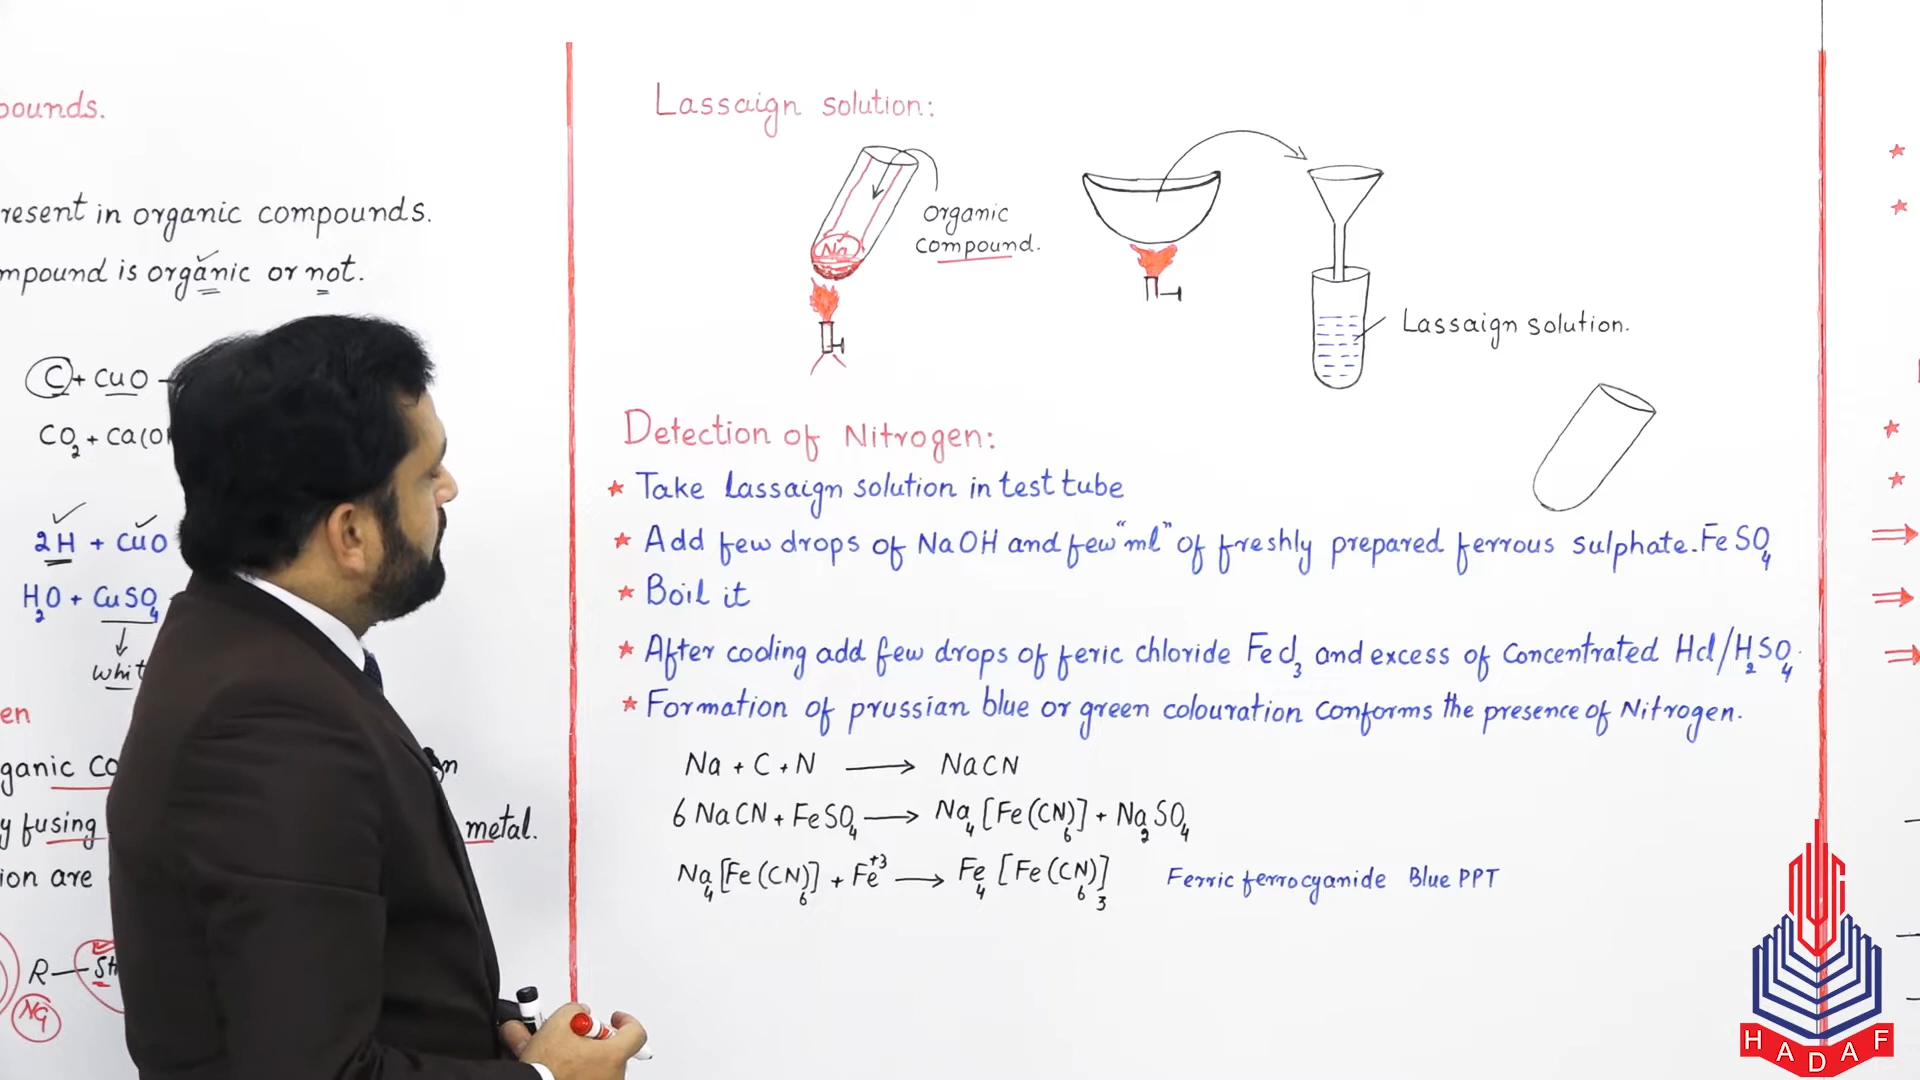 pounds.
resent in organic compounds.
mpound is organic or not.
C + CuO
CO2 + Ca(O
2H + CuO
H2O + CuSO4
whit
en
ganic co
y fusing metal.
ion are
R—SH
Na
Lassaign solution:
Na
organic
compound.
Lassaign solution.
Detection of Nitrogen:
★ Take lassaign solution in test tube
★ Add few drops of NaOH and few "ml" of freshly prepared ferrous sulphate. FeSO4
★ Boil it
★ After cooling add few drops of feric chloride FeCl3 and excess of concentrated Hcl/H2SO4.
★ Formation of prussian blue or green colouration conforms the presence of Nitrogen.
Na + C + N ⟶ NaCN
6 NaCN + FeSO4 ⟶ Na4[Fe(CN)6] + Na2SO4
Na4[Fe(CN)6] + Fe+3 ⟶ Fe4[Fe(CN)6]3 Ferric ferrocyanide Blue PPT
HADAF